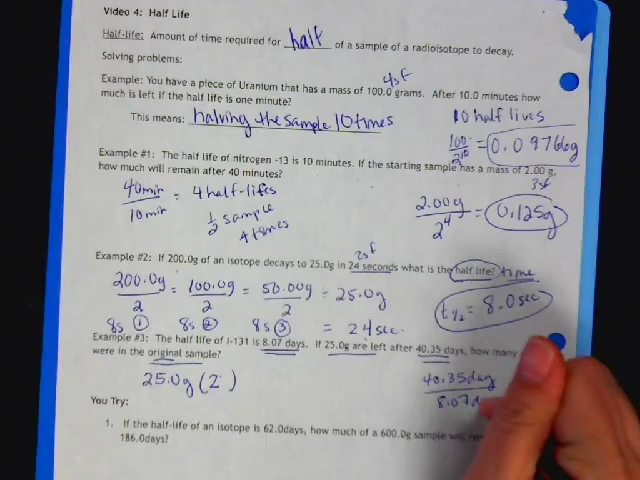 Video 4: Half Life
Half-life: Amount of time required for half of a sample of a radioisotope to decay.
Solving problems:
4sf
Example: You have a piece of Uranium that has a mass of 100.0 grams. After 10.0 minutes how
much is left if the half life is one minute?
10 half lives
This means: halving the sample 10 times
100 / 2^10 = 0.09766g
Example #1: The half life of nitrogen -13 is 10 minutes. If the starting sample has a mass of 2.00 g,
how much will remain after 40 minutes?
3sf
40min / 10min = 4 half-lifes
1/2 sample
4 times
2.00g / 2^4 = 0.125g
2sf
Example #2: If 200.0g of an isotope decays to 25.0g in 24 seconds what is the half life? time
200.0g / 2 = 100.0g / 2 = 50.00g / 2 = 25.0g
t½ = 8.0 sec
8s 1 8s 2 8s 3 = 24 sec.
Example #3: The half life of I-131 is 8.07 days. If 25.0g are left after 40.35 days, how many
were in the original sample?
25.0g (2 )
40.35day
8.07d
You Try:
1. If the half-life of an isotope is 62.0days, how much of a 600.0g sample will
186.0days?